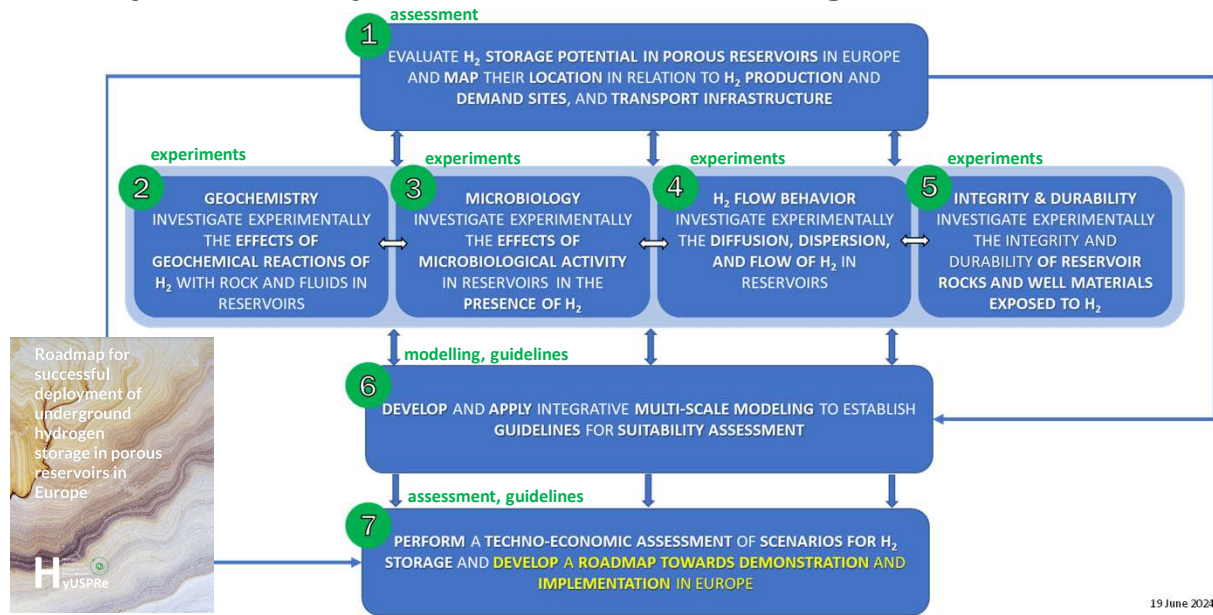 assessment
1
EVALUATE H₂ STORAGE POTENTIAL IN POROUS RESERVOIRS IN EUROPE
AND MAP THEIR LOCATION IN RELATION TO H₂ PRODUCTION AND
DEMAND SITES, AND TRANSPORT INFRASTRUCTURE
experiments
2
GEOCHEMISTRY
INVESTIGATE EXPERIMENTALLY
THE EFFECTS OF
GEOCHEMICAL REACTIONS OF
H₂ WITH ROCK AND FLUIDS IN
RESERVOIRS
experiments
3
MICROBIOLOGY
INVESTIGATE EXPERIMENTALLY
THE EFFECTS OF
MICROBIOLOGICAL ACTIVITY
IN RESERVOIRS IN THE
PRESENCE OF H₂
experiments
4
H₂ FLOW BEHAVIOR
INVESTIGATE EXPERIMENTALLY
THE DIFFUSION, DISPERSION,
AND FLOW OF H₂ IN
RESERVOIRS
experiments
5
INTEGRITY & DURABILITY
INVESTIGATE EXPERIMENTALLY
THE INTEGRITY AND
DURABILITY OF RESERVOIR
ROCKS AND WELL MATERIALS
EXPOSED TO H₂
modelling, guidelines
6
DEVELOP AND APPLY INTEGRATIVE MULTI-SCALE MODELING TO ESTABLISH
GUIDELINES FOR SUITABILITY ASSESSMENT
assessment, guidelines
7
PERFORM A TECHNO-ECONOMIC ASSESSMENT OF SCENARIOS FOR H₂
STORAGE AND DEVELOP A ROADMAP TOWARDS DEMONSTRATION AND
IMPLEMENTATION IN EUROPE
Roadmap for
successful
deployment of
underground
hydrogen
storage in porous
reservoirs in
Europe
HyUSPRe
19 June 2024